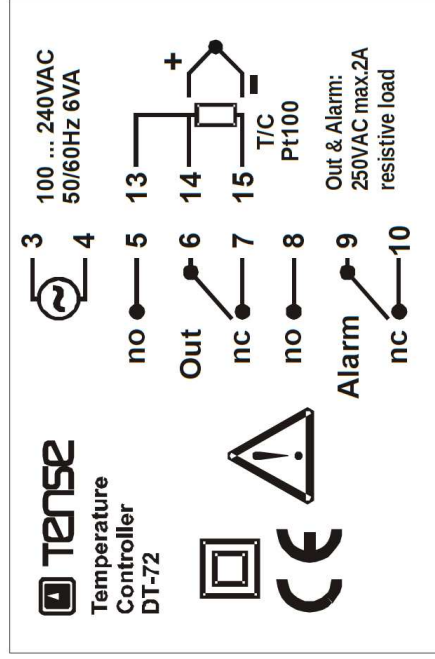 TENSE
Temperature
Controller
DT-72
CE
3
4
100 ... 240VAC
50/60Hz 6VA
no 5
Out 6
nc 7
no 8
Alarm 9
nc 10
13
14
15
+
-
T/C
Pt100
Out & Alarm:
250VAC max.2A
resistive load